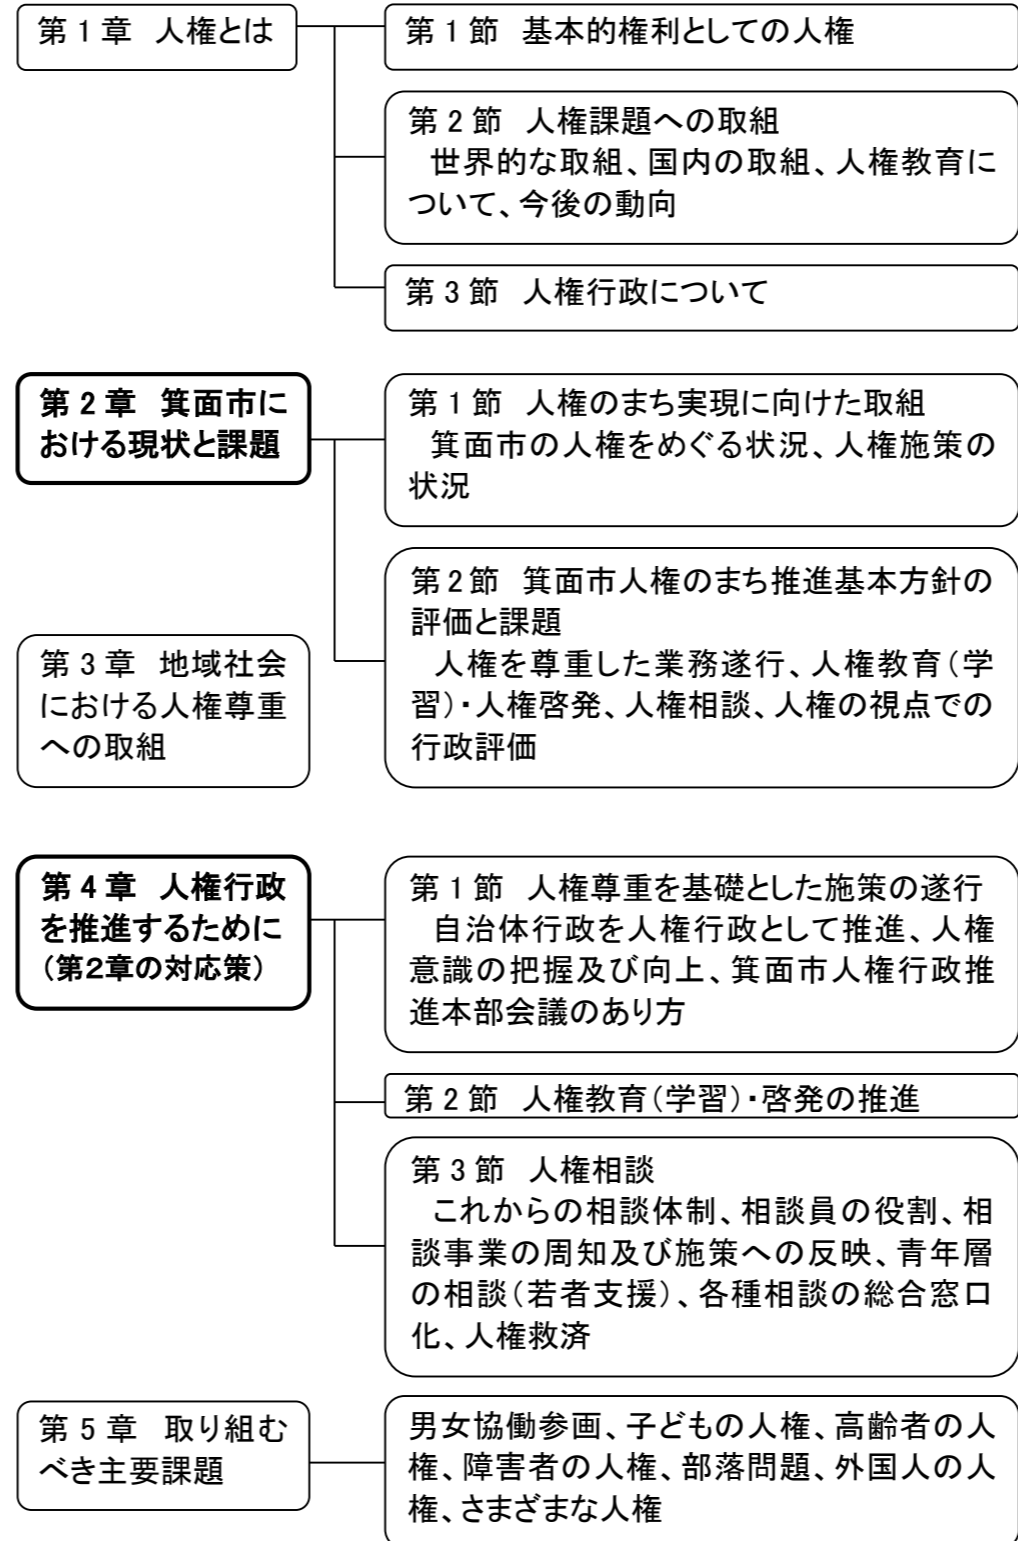 第1章 人権とは
第1節 基本的権利としての人権
第2節 人権課題への取組
世界的な取組、国内の取組、人権教育に
ついて、今後の動向
第3節 人権行政について
第2章 箕面市に
おける現状と課題
第1節 人権のまち実現に向けた取組
箕面市の人権をめぐる状況、人権施策の
状況
第2節 箕面市人権のまち推進基本方針の
評価と課題
人権を尊重した業務遂行、人権教育(学
習)・人権啓発、人権相談、人権の視点での
行政評価
第3章 地域社会
における人権尊重
への取組
第4章 人権行政
を推進するために
(第2章の対応策)
第1節 人権尊重を基礎とした施策の遂行
自治体行政を人権行政として推進、人権
意識の把握及び向上、箕面市人権行政推
進本部会議のあり方
第2節 人権教育(学習)・啓発の推進
第3節 人権相談
これからの相談体制、相談員の役割、相
談事業の周知及び施策への反映、青年層
の相談(若者支援)、各種相談の総合窓口
化、人権救済
第5章 取り組む
べき主要課題
男女協働参画、子どもの人権、高齢者の人
権、障害者の人権、部落問題、外国人の人
権、さまざまな人権